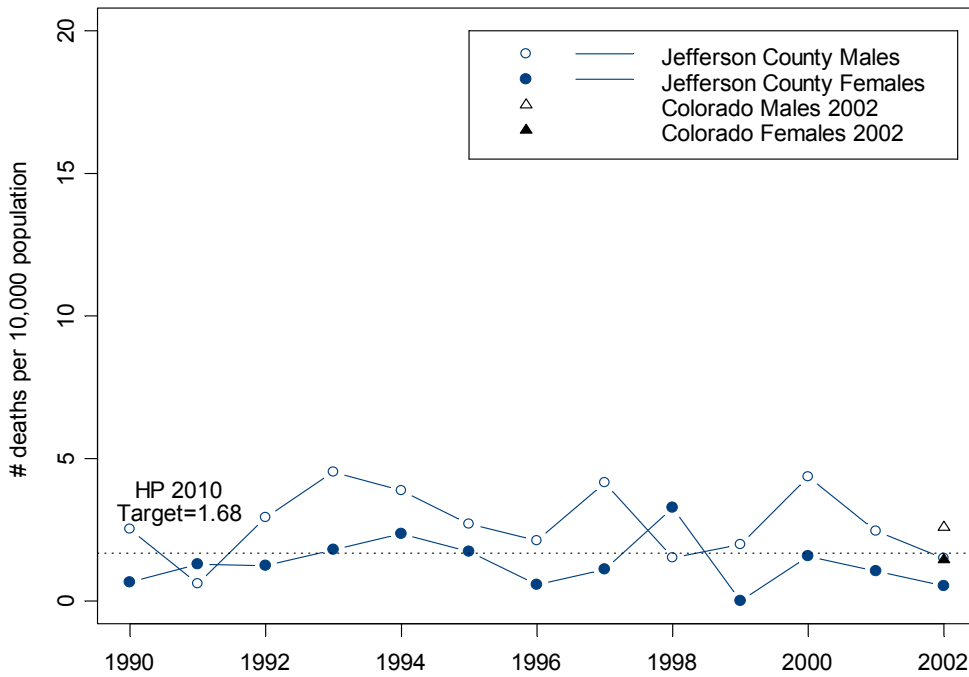 # deaths per 10,000 population
20
15
10
5
0
Jefferson County Males
Jefferson County Females
Colorado Males 2002
Colorado Females 2002
HP 2010
Target=1.68
1990 1992 1994 1996 1998 2000 2002